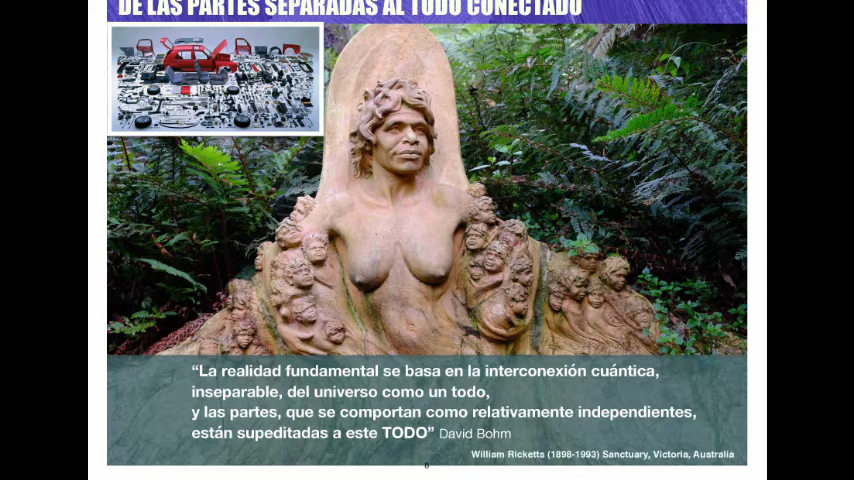 DE LAS PARTES SEPARADAS AL TODO CONECTADO
“La realidad fundamental se basa en la interconexión cuántica,
inseparable, del universo como un todo,
y las partes, que se comportan como relativamente independientes,
están supeditadas a este TODO” David Bohm
William Ricketts (1898-1993) Sanctuary, Victoria, Australia
8